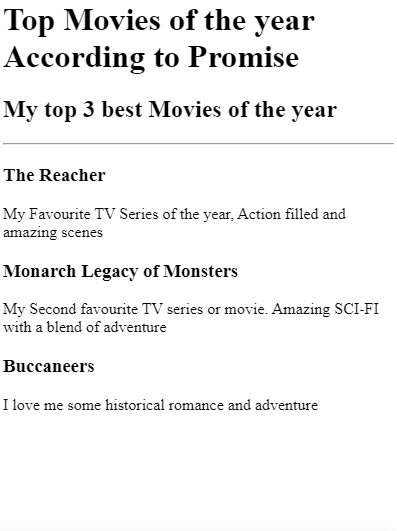 Top Movies of the year
According to Promise
My top 3 best Movies of the year
The Reacher
My Favourite TV Series of the year, Action filled and
amazing scenes
Monarch Legacy of Monsters
My Second favourite TV series or movie. Amazing SCI-FI
with a blend of adventure
Buccaneers
I love me some historical romance and adventure